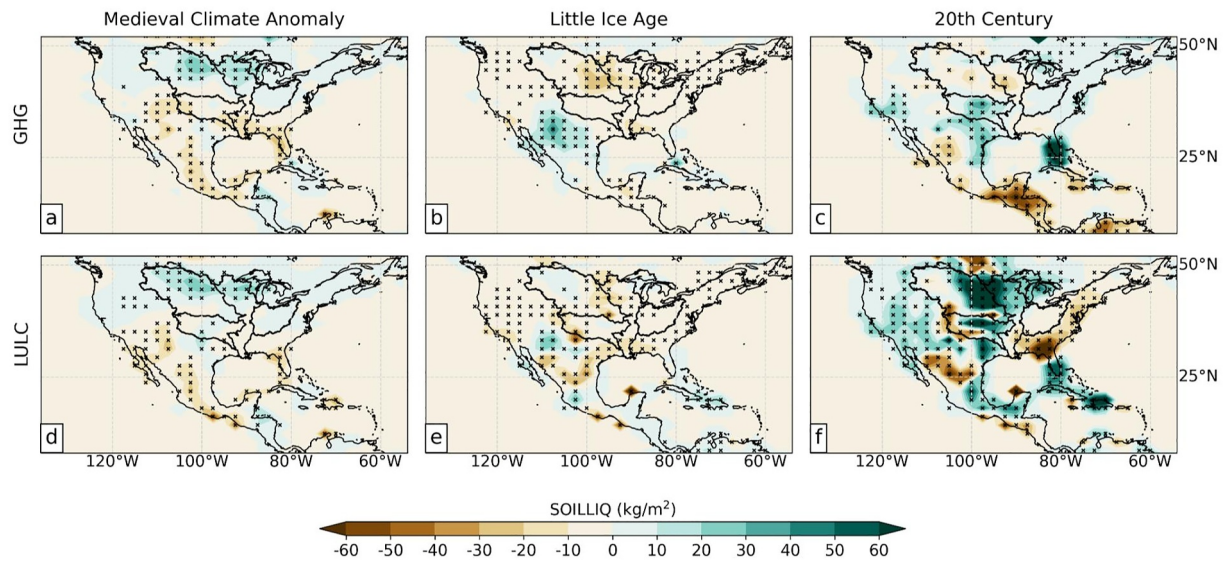 Medieval Climate Anomaly Little Ice Age 20th Century
GHG
a b c
50°N
25°N
LULC
d e f
50°N
25°N
120°W 100°W 80°W 60°W 120°W 100°W 80°W 60°W 120°W 100°W 80°W 60°W
SOILLIQ (kg/m²)
-60 -50 -40 -30 -20 -10 0 10 20 30 40 50 60